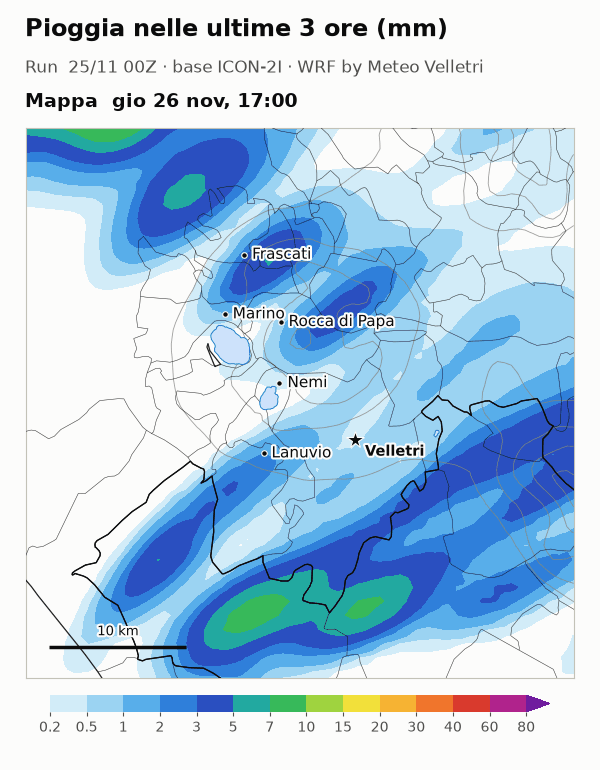 Pioggia nelle ultime 3 ore (mm)
Run  25/11 00Z · base ICON-2I · WRF by Meteo Velletri
Mappa  gio 26 nov, 17:00
Frascati
Marino
Rocca di Papa
Nemi
Velletri
Lanuvio
10 km
0.2 0.5 1 2 3 5 7 10 15 20 30 40 60 80